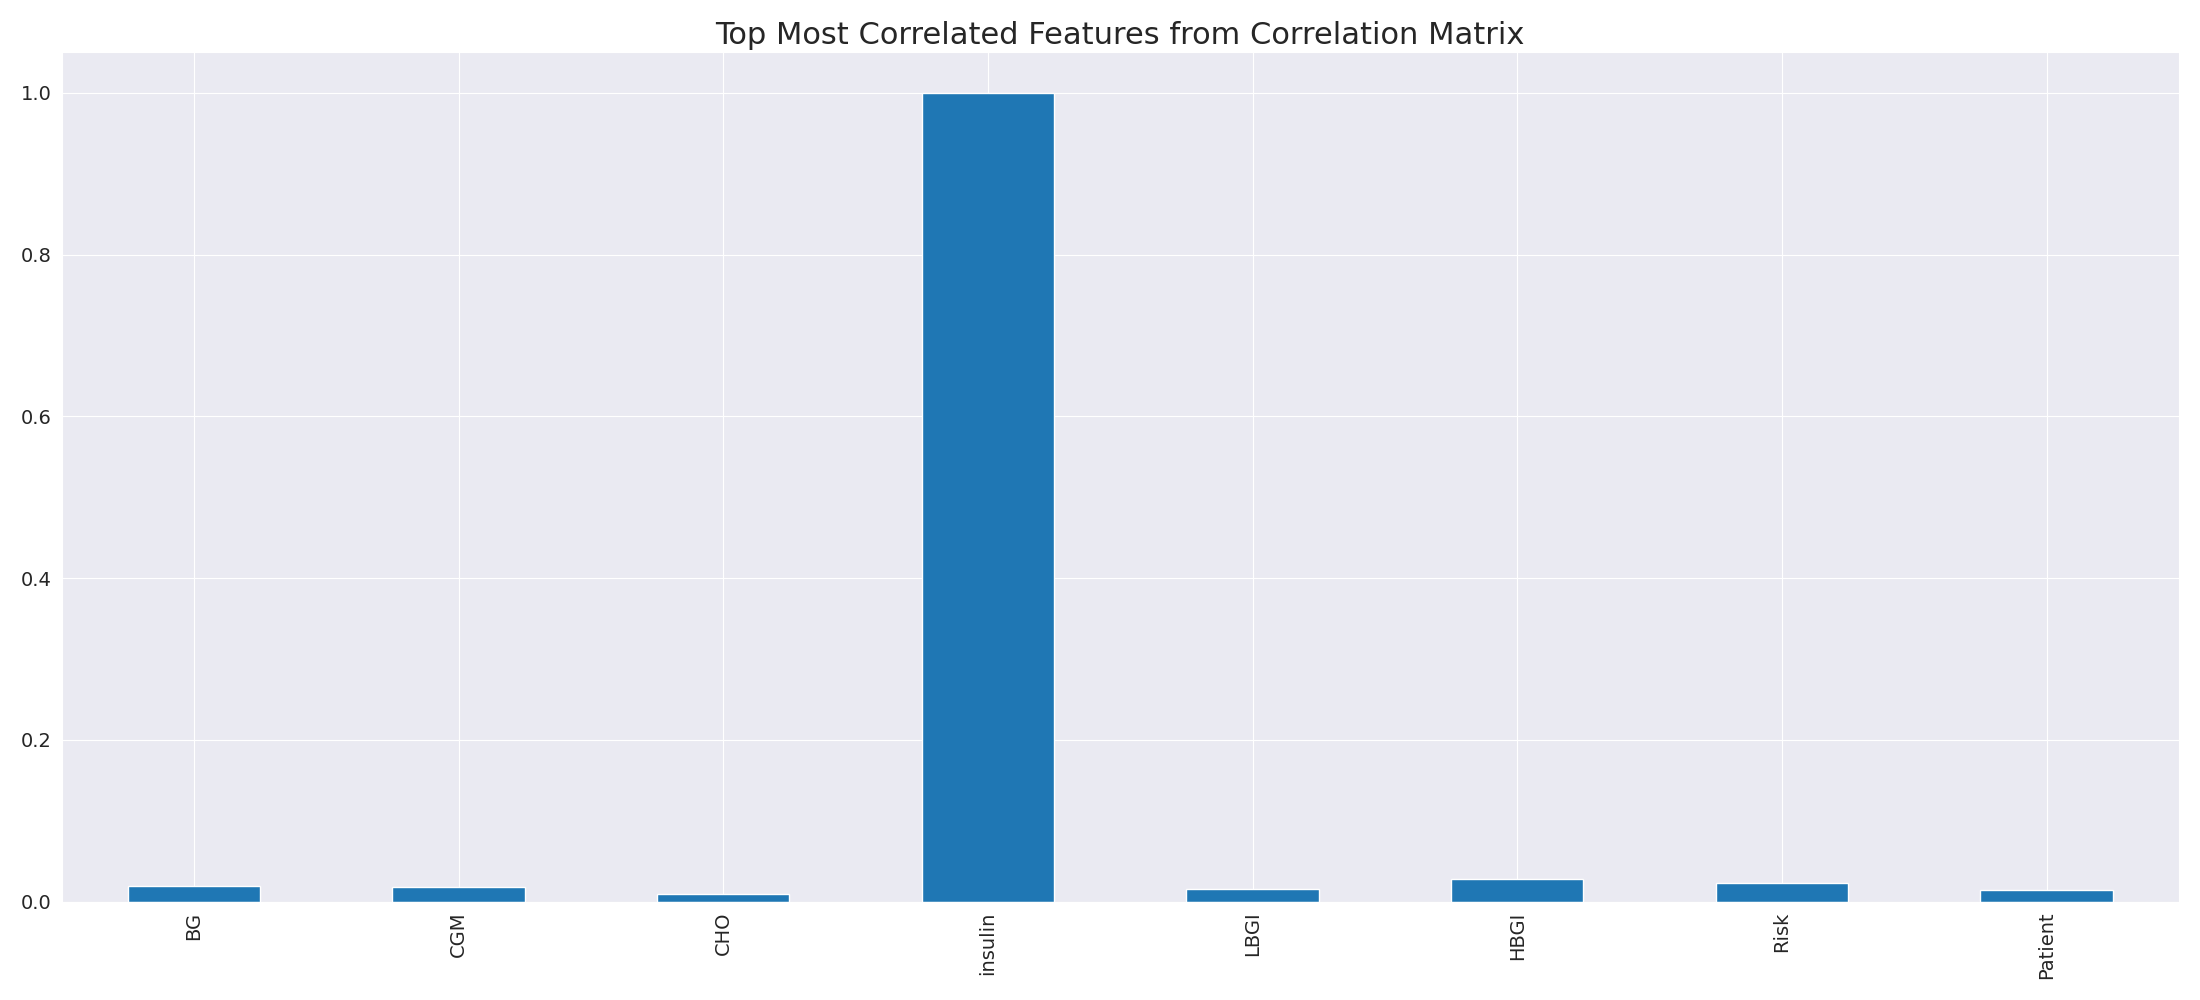 Top Most Correlated Features from Correlation Matrix
1.0
0.8
0.6
0.4
0.2
0.0
BG
CGM
CHO
insulin
LBGI
HBGI
Risk
Patient